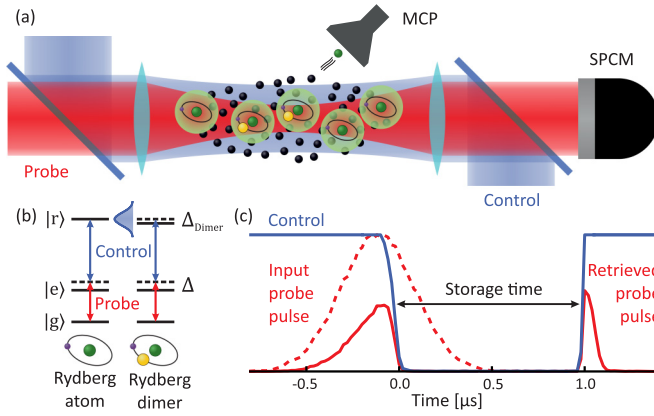 (a)
MCP
SPCM
Probe
Control
(b)
|r⟩
Δ_Dimer
Control
|e⟩
Δ
Probe
|g⟩
Rydberg
atom
Rydberg
dimer
(c)
Control
Input
probe
pulse
Storage time
Retrieved
probe
pulse
-0.5
0.0
0.5
1.0
Time [μs]